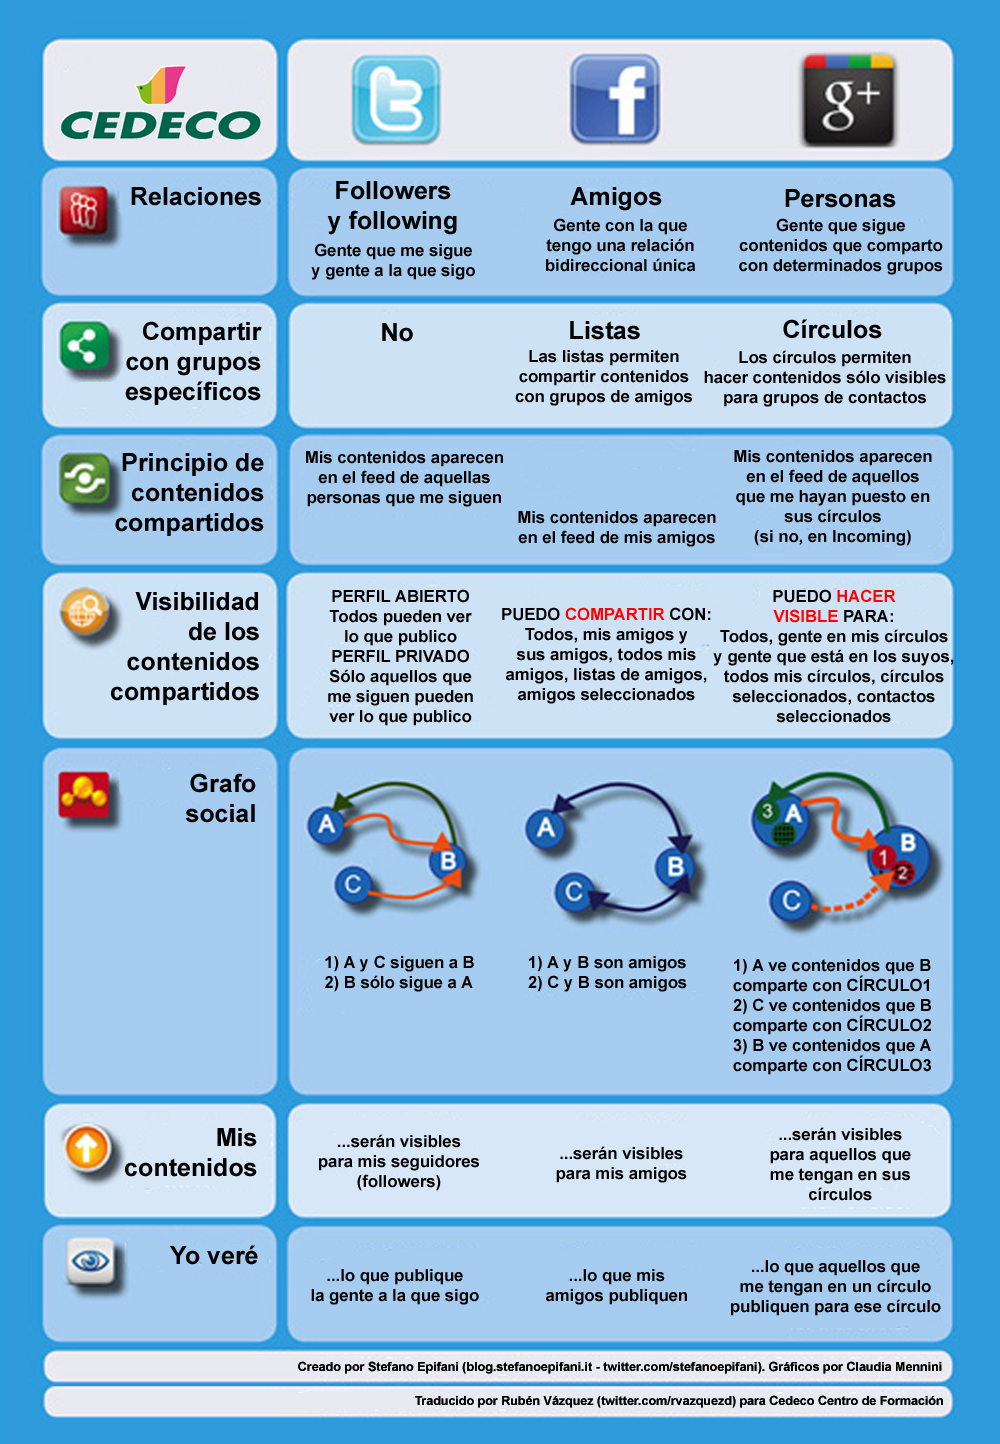 CEDECO
t
f
g+
Relaciones
Followers
y following
Gente que me sigue
y gente a la que sigo
Amigos
Gente con la que
tengo una relación
bidireccional única
Personas
Gente que sigue
contenidos que comparto
con determinados grupos
Compartir
con grupos
específicos
No
Listas
Las listas permiten
compartir contenidos
con grupos de amigos
Círculos
Los círculos permiten
hacer contenidos sólo visibles
para grupos de contactos
Principio de
contenidos
compartidos
Mis contenidos aparecen
en el feed de aquellas
personas que me siguen
Mis contenidos aparecen
en el feed de mis amigos
Mis contenidos aparecen
en el feed de aquellos
que me hayan puesto en
sus círculos
(si no, en Incoming)
Visibilidad
de los
contenidos
compartidos
PERFIL ABIERTO
Todos pueden ver
lo que publico
PERFIL PRIVADO
Sólo aquellos que
me siguen pueden
ver lo que publico
PUEDO COMPARTIR CON:
Todos, mis amigos y
sus amigos, todos mis
amigos, listas de amigos,
amigos seleccionados
PUEDO HACER
VISIBLE PARA:
Todos, gente en mis círculos
y gente que está en los suyos,
todos mis círculos, círculos
seleccionados, contactos
seleccionados
Grafo
social
A
B
C
1) A y C siguen a B
2) B sólo sigue a A
A
B
C
1) A y B son amigos
2) C y B son amigos
3 A
B
1
2
C
1) A ve contenidos que B
comparte con CÍRCULO1
2) C ve contenidos que B
comparte con CÍRCULO2
3) B ve contenidos que A
comparte con CÍRCULO3
Mis
contenidos
...serán visibles
para mis seguidores
(followers)
...serán visibles
para mis amigos
...serán visibles
para aquellos que
me tengan en sus
círculos
Yo veré
...lo que publique
la gente a la que sigo
...lo que mis
amigos publiquen
...lo que aquellos que
me tengan en un círculo
publiquen para ese círculo
Creado por Stefano Epifani (blog.stefanoepifani.it - twitter.com/stefanoepifani). Gráficos por Claudia Mennini
Traducido por Rubén Vázquez (twitter.com/rvazquezd) para Cedeco Centro de Formación